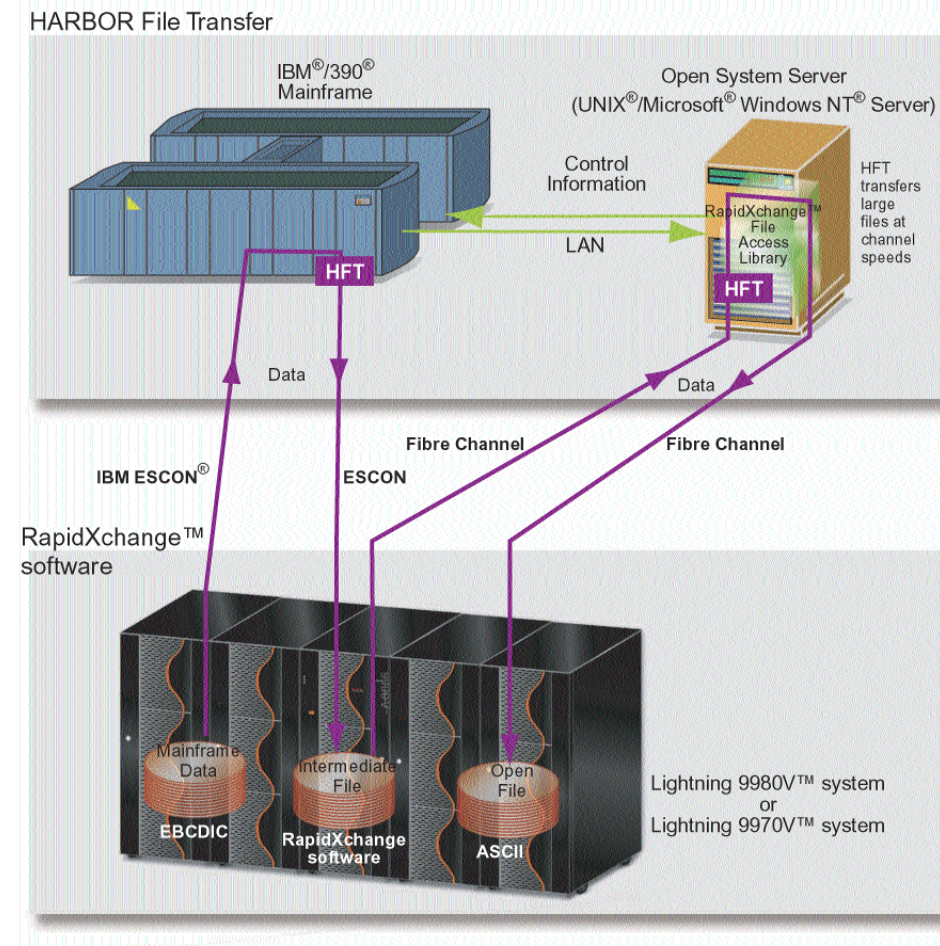 HARBOR File Transfer
IBM®/390®
Mainframe
Open System Server
(UNIX®/Microsoft® Windows NT® Server)
Control
Information
LAN
HFT
transfers
large
files at
channel
speeds
RapidXchange™
File
Access
Library
HFT
HFT
Data
Data
Fibre Channel
Fibre Channel
IBM ESCON®
ESCON
RapidXchange™
software
Mainframe
Data
EBCDIC
Intermediate
File
RapidXchange
software
Open
File
ASCII
Lightning 9980V™ system
or
Lightning 9970V™ system